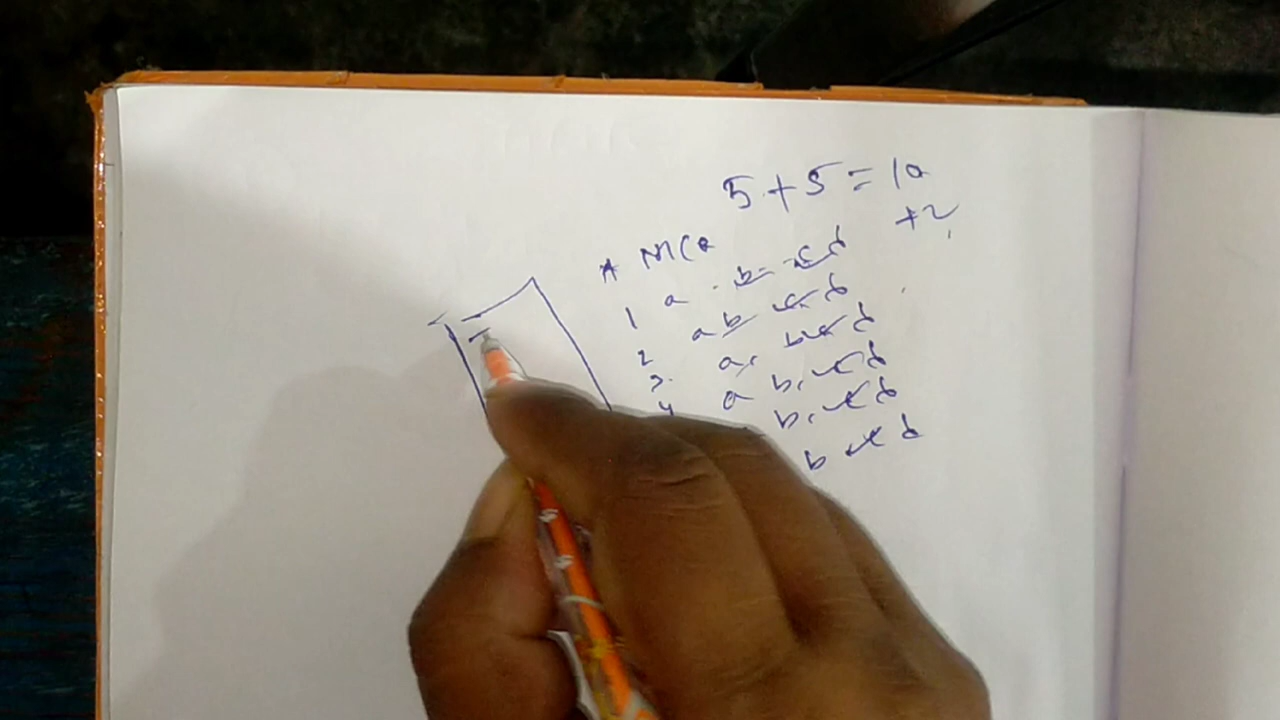 5+5=10
+2
* MCQ
1 a b c d
2 a b c d
3. a, b c d
4 a b, c d
b, c d
b c d